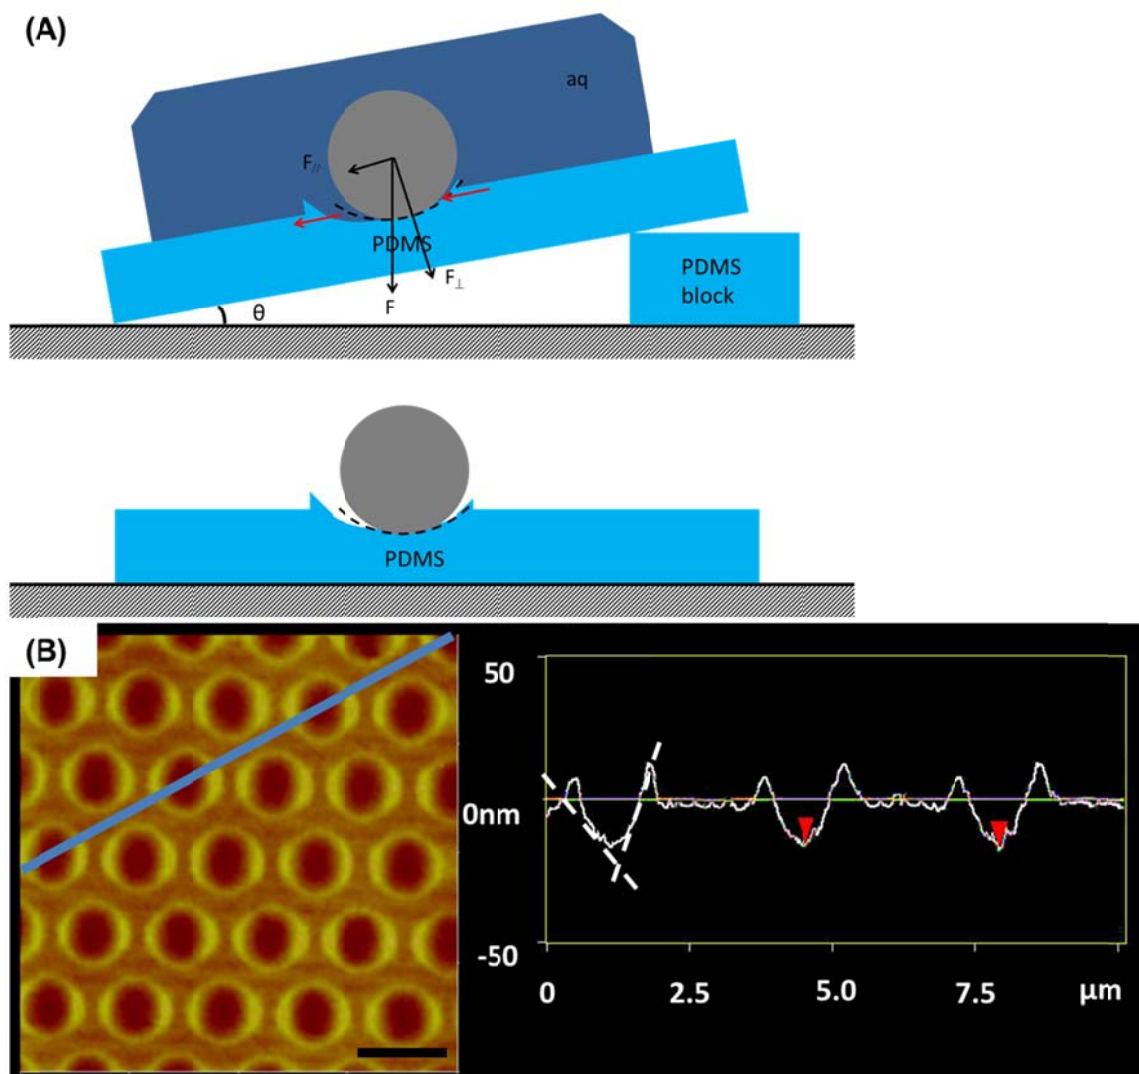 (A)
aq
F//
PDMS
F⊥
F
θ
PDMS
block
PDMS
(B)
50
0nm
-50
0 2.5 5.0 7.5 μm